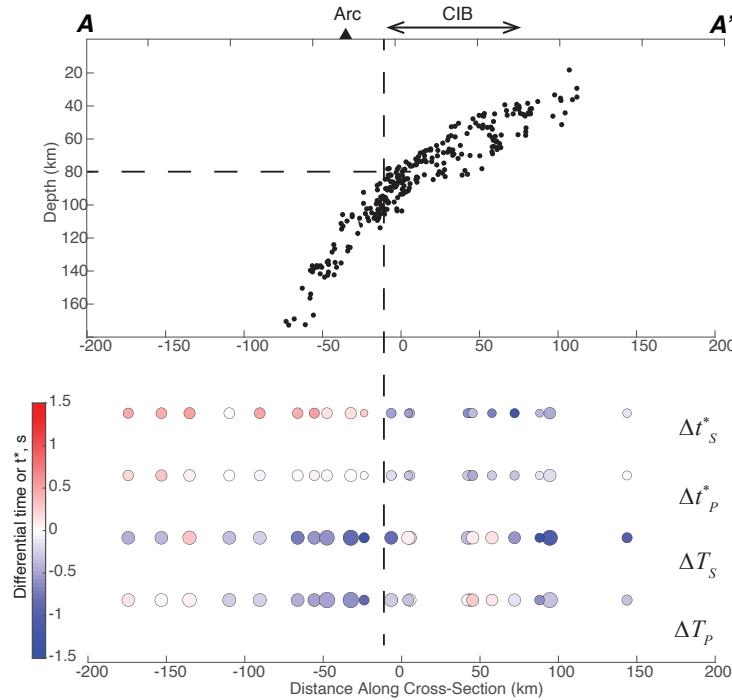 A Arc CIB A'
20
40
60
80
100
120
140
160
Depth (km)
-200 -150 -100 -50 0 50 100 150 200
1.5
1
0.5
0
-0.5
-1
-1.5
Differential time or t*, s
Δt*S
Δt*P
ΔTS
ΔTP
-200 -150 -100 -50 0 50 100 150 200
Distance Along Cross-Section (km)